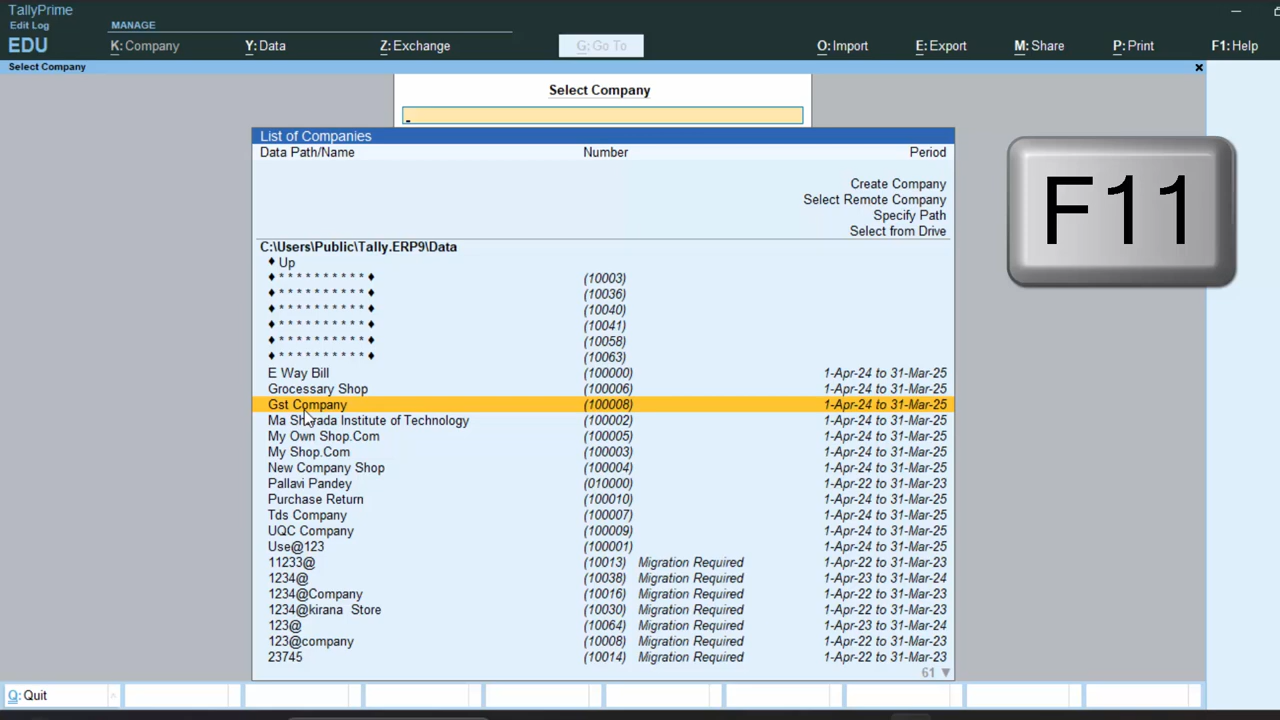 TallyPrime
Edit Log
EDU
MANAGE
K: Company
Y: Data
Z: Exchange
G: Go To
O: Import
E: Export
M: Share
P: Print
F1: Help
Select Company
Select Company
List of Companies
Data Path/Name Number Period
Create Company
Select Remote Company
Specify Path
Select from Drive
C:\Users\Public\Tally.ERP9\Data
♦ Up
♦ * * * * * * * * * * ♦ (10003)
♦ * * * * * * * * * * ♦ (10036)
♦ * * * * * * * * * * ♦ (10040)
♦ * * * * * * * * * * ♦ (10041)
♦ * * * * * * * * * * ♦ (10058)
♦ * * * * * * * * * * ♦ (10063)
E Way Bill (100000) 1-Apr-24 to 31-Mar-25
Grocessary Shop (100006) 1-Apr-24 to 31-Mar-25
Gst Company (100008) 1-Apr-24 to 31-Mar-25
Ma Sharada Institute of Technology (100002) 1-Apr-24 to 31-Mar-25
My Own Shop.Com (100005) 1-Apr-24 to 31-Mar-25
My Shop.Com (100003) 1-Apr-24 to 31-Mar-25
New Company Shop (100004) 1-Apr-24 to 31-Mar-25
Pallavi Pandey (010000) 1-Apr-22 to 31-Mar-23
Purchase Return (100010) 1-Apr-24 to 31-Mar-25
Tds Company (100007) 1-Apr-24 to 31-Mar-25
UQC Company (100009) 1-Apr-24 to 31-Mar-25
Use@123 (100001) 1-Apr-24 to 31-Mar-25
11233@ (10013) Migration Required 1-Apr-22 to 31-Mar-23
1234@ (10038) Migration Required 1-Apr-23 to 31-Mar-24
1234@Company (10016) Migration Required 1-Apr-22 to 31-Mar-23
1234@kirana Store (10030) Migration Required 1-Apr-22 to 31-Mar-23
123@ (10064) Migration Required 1-Apr-23 to 31-Mar-24
123@company (10008) Migration Required 1-Apr-22 to 31-Mar-23
23745 (10014) Migration Required 1-Apr-22 to 31-Mar-23
61 ▼
F11
Q: Quit